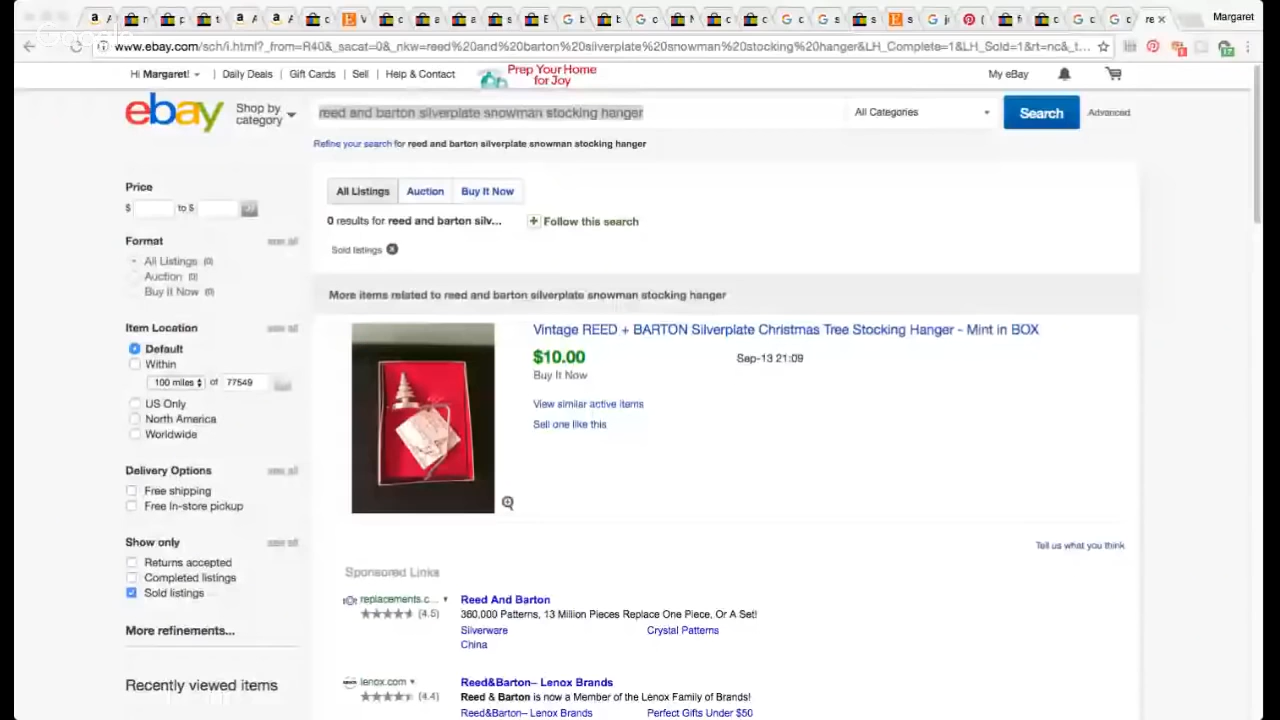 Margaret
www.ebay.com/sch/i.html?_from=R40&_sacat=0&_nkw=reed%20and%20barton%20silverplate%20snowman%20stocking%20hanger&LH_Complete=1&LH_Sold=1&rt=nc&_t...
Hi Margaret! | Daily Deals | Gift Cards | Sell | Help & Contact
Prep Your Home
for Joy
My eBay
ebay
Shop by
category
reed and barton silverplate snowman stocking hanger
All Categories
Search
Advanced
Refine your search for reed and barton silverplate snowman stocking hanger
Price
$ to $
Format
see all
All Listings (0)
Auction (0)
Buy It Now (0)
Item Location
see all
Default
Within
100 miles of 77549
US Only
North America
Worldwide
Delivery Options
see all
Free shipping
Free In-store pickup
Show only
see all
Returns accepted
Completed listings
Sold listings
More refinements...
Recently viewed items
All Listings Auction Buy It Now
0 results for reed and barton silv...
+ Follow this search
Sold listings
More items related to reed and barton silverplate snowman stocking hanger
Vintage REED + BARTON Silverplate Christmas Tree Stocking Hanger - Mint in BOX
$10.00
Sep-13 21:09
Buy It Now
View similar active items
Sell one like this
Tell us what you think
Sponsored Links
replacements.c...
(4.5)
Reed And Barton
360,000 Patterns, 13 Million Pieces Replace One Piece, Or A Set!
Silverware
Crystal Patterns
China
lenox.com
(4.4)
Reed&Barton– Lenox Brands
Reed & Barton is now a Member of the Lenox Family of Brands!
Reed&Barton– Lenox Brands
Perfect Gifts Under $50